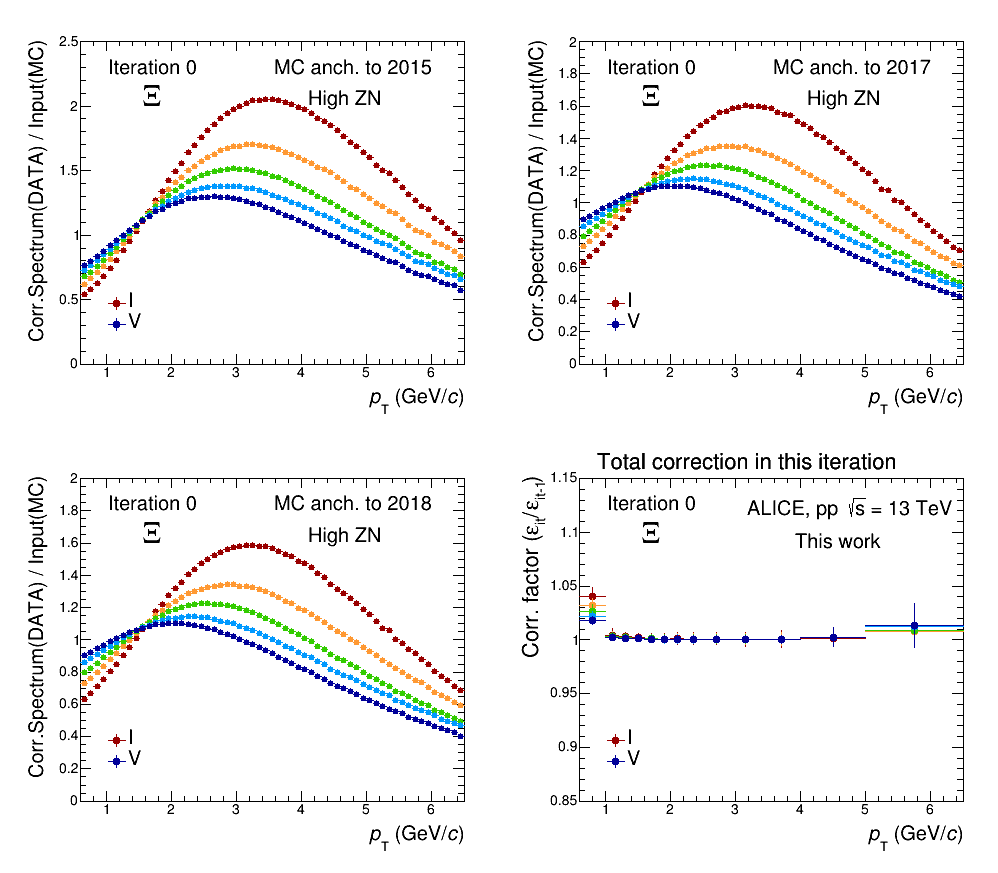 Iteration 0
MC anch. to 2015
Ξ
High ZN
Corr.Spectrum(DATA) / Input(MC)
2.5
2
1.5
1
0.5
0
I
V
1 2 3 4 5 6
p_T (GeV/c)
Iteration 0
MC anch. to 2017
Ξ
High ZN
Corr.Spectrum(DATA) / Input(MC)
2
1.8
1.6
1.4
1.2
1
0.8
0.6
0.4
0.2
0
I
V
1 2 3 4 5 6
p_T (GeV/c)
Iteration 0
MC anch. to 2018
Ξ
High ZN
Corr.Spectrum(DATA) / Input(MC)
2
1.8
1.6
1.4
1.2
1
0.8
0.6
0.4
0.2
0
I
V
1 2 3 4 5 6
p_T (GeV/c)
Total correction in this iteration
Iteration 0
ALICE, pp √s = 13 TeV
Ξ
This work
Corr. factor (ε_it/ε_it-1)
1.15
1.1
1.05
1
0.95
0.9
0.85
I
V
1 2 3 4 5 6
p_T (GeV/c)